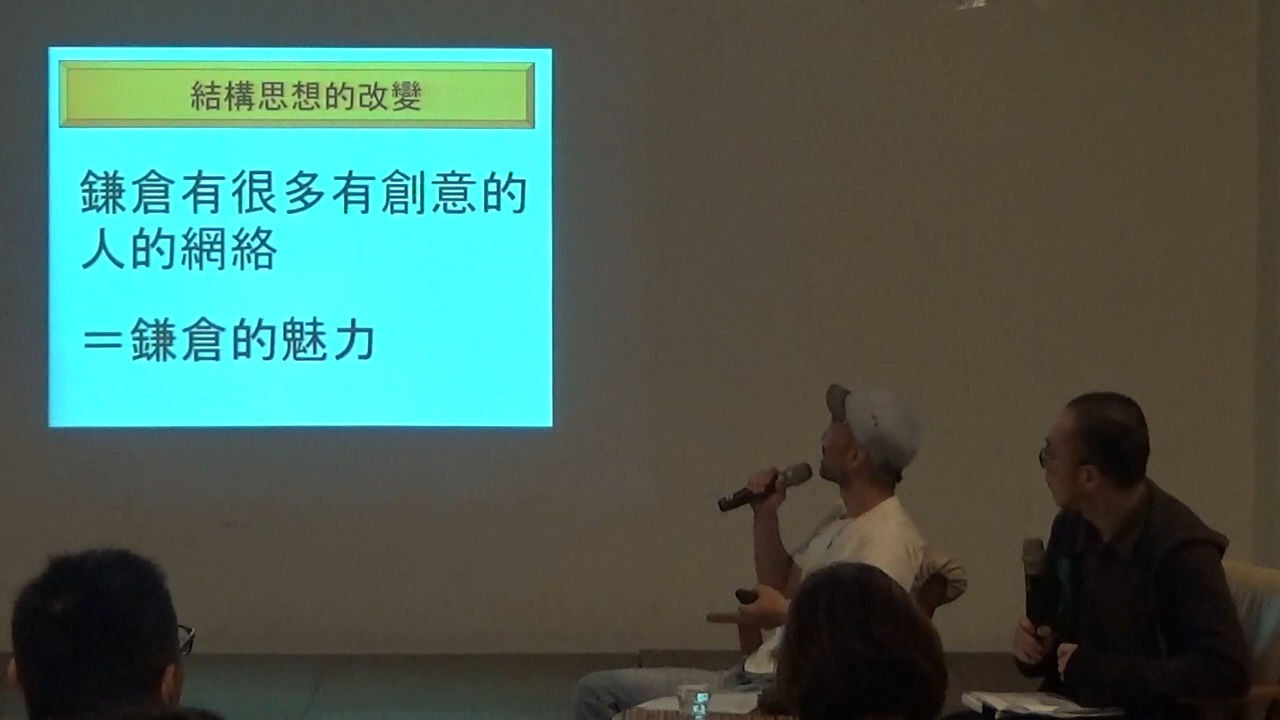 結構思想的改變
鎌倉有很多有創意的
人的網絡
＝鎌倉的魅力